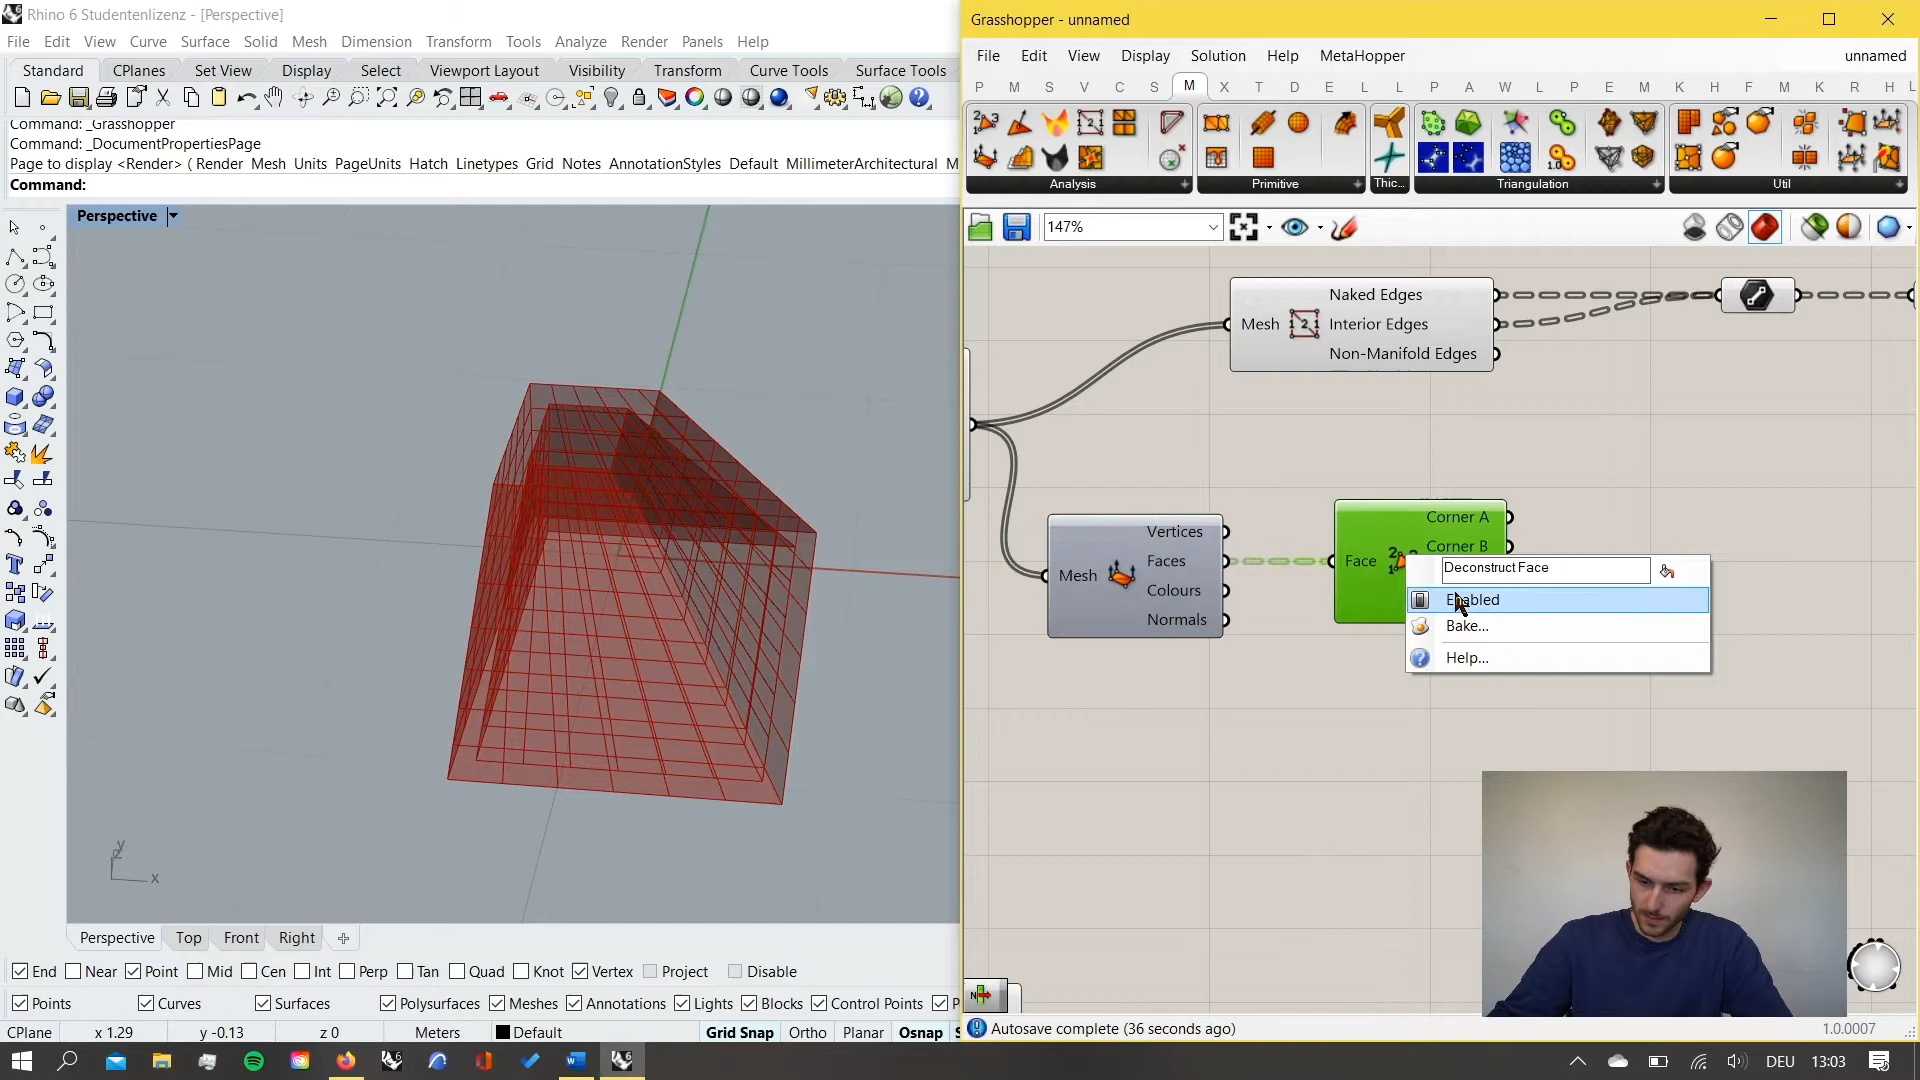 Rhino 6 Studentenlizenz - [Perspective]
File Edit View Curve Surface Solid Mesh Dimension Transform Tools Analyze Render Panels Help
Standard CPlanes Set View Display Select Viewport Layout Visibility Transform Curve Tools Surface Tools
Command: _Grasshopper
Command: _DocumentPropertiesPage
Page to display <Render> ( Render Mesh Units PageUnits Hatch Linetypes Grid Notes AnnotationStyles Default MillimeterArchitectural M
Command:
Perspective
y
z
x
Perspective Top Front Right
End Near Point Mid Cen Int Perp Tan Quad Knot Vertex Project Disable
Points Curves Surfaces Polysurfaces Meshes Annotations Lights Blocks Control Points P
CPlane x 1.29 y -0.13 z 0 Meters Default Grid Snap Ortho Planar Osnap S
Grasshopper - unnamed
File Edit View Display Solution Help MetaHopper unnamed
P M S V C S M X T D E L L P A W L P E M K H F M K R H L
Analysis Primitive Thic... Triangulation Util
147%
Naked Edges
Mesh Interior Edges
Non-Manifold Edges
Vertices
Faces
Mesh
Colours
Normals
Corner A
Corner B
Face
Deconstruct Face
Enabled
Bake...
Help...
Autosave complete (36 seconds ago) 1.0.0007
DEU 13:03